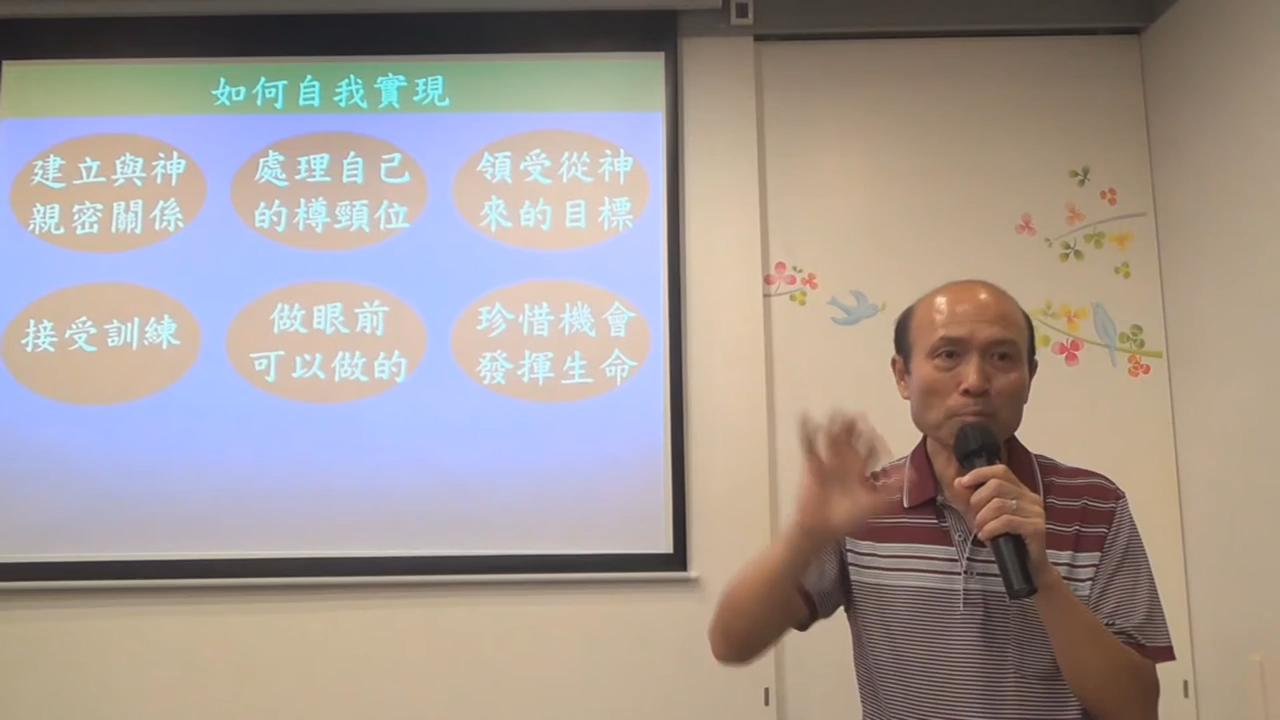 如何自我實現
建立與神
親密關係
處理自己
的樽頸位
領受從神
來的目標
接受訓練
做眼前
可以做的
珍惜機會
發揮生命